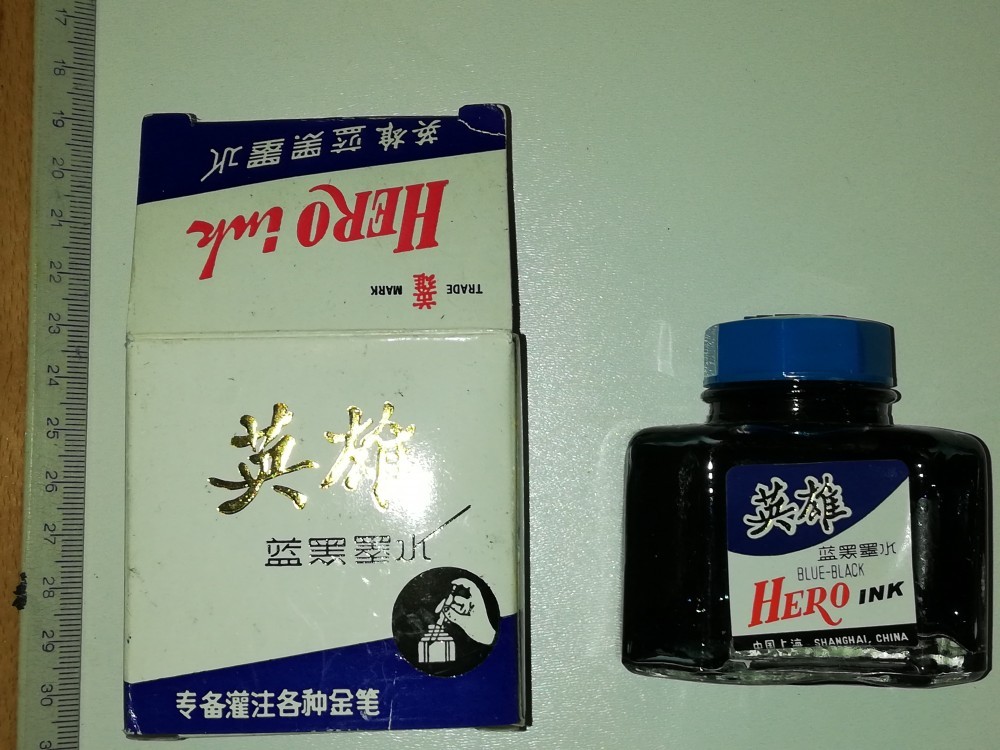 17
18
19
20
21
22
23
24
25
26
27
28
29
30
英雄蓝黑墨水
HERO ink
TRADE 英雄 MARK
英雄
蓝黑墨水
专备灌注各种金笔
英雄
蓝黑墨水
BLUE-BLACK
HERO INK
中国上海 SHANGHAI, CHINA